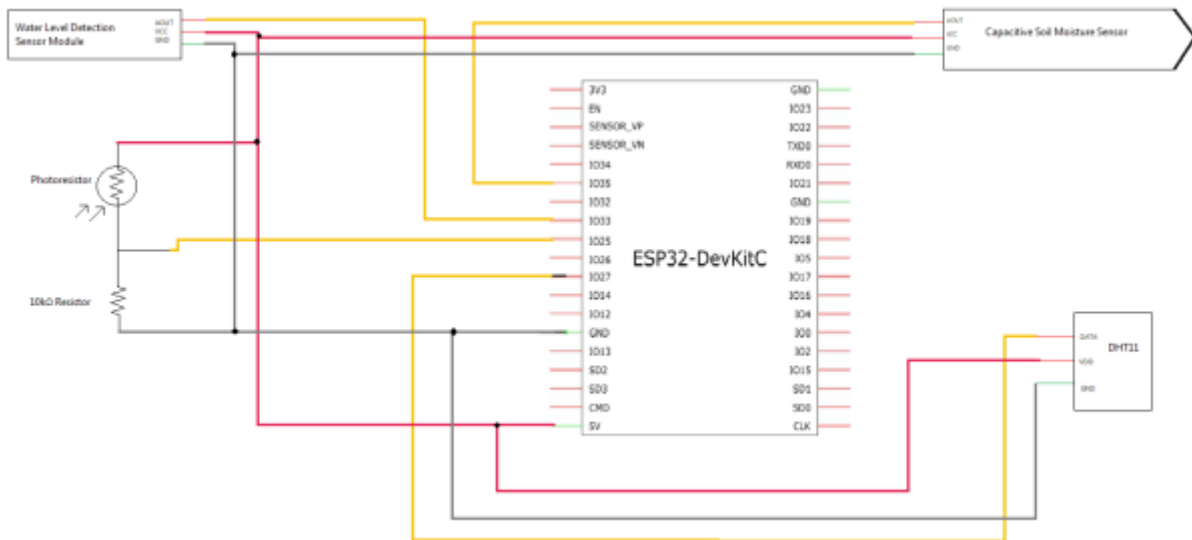 Water Level Detection
Sensor Module
AOUT
VCC
GND
AOUT
VCC
GND
Capacitive Soil Moisture Sensor
Photoresistor
10kΩ Resistor
3V3
EN
SENSOR_VP
SENSOR_VN
IO34
IO35
IO32
IO33
IO25
IO26
IO27
IO14
IO12
GND
IO13
SD2
SD3
CMD
5V
ESP32-DevKitC
GND
IO23
IO22
TXD0
RXD0
IO21
GND
IO19
IO18
IO5
IO17
IO16
IO4
IO0
IO2
IO15
SD1
SD0
CLK
DATA
VDD
GND
DHT11